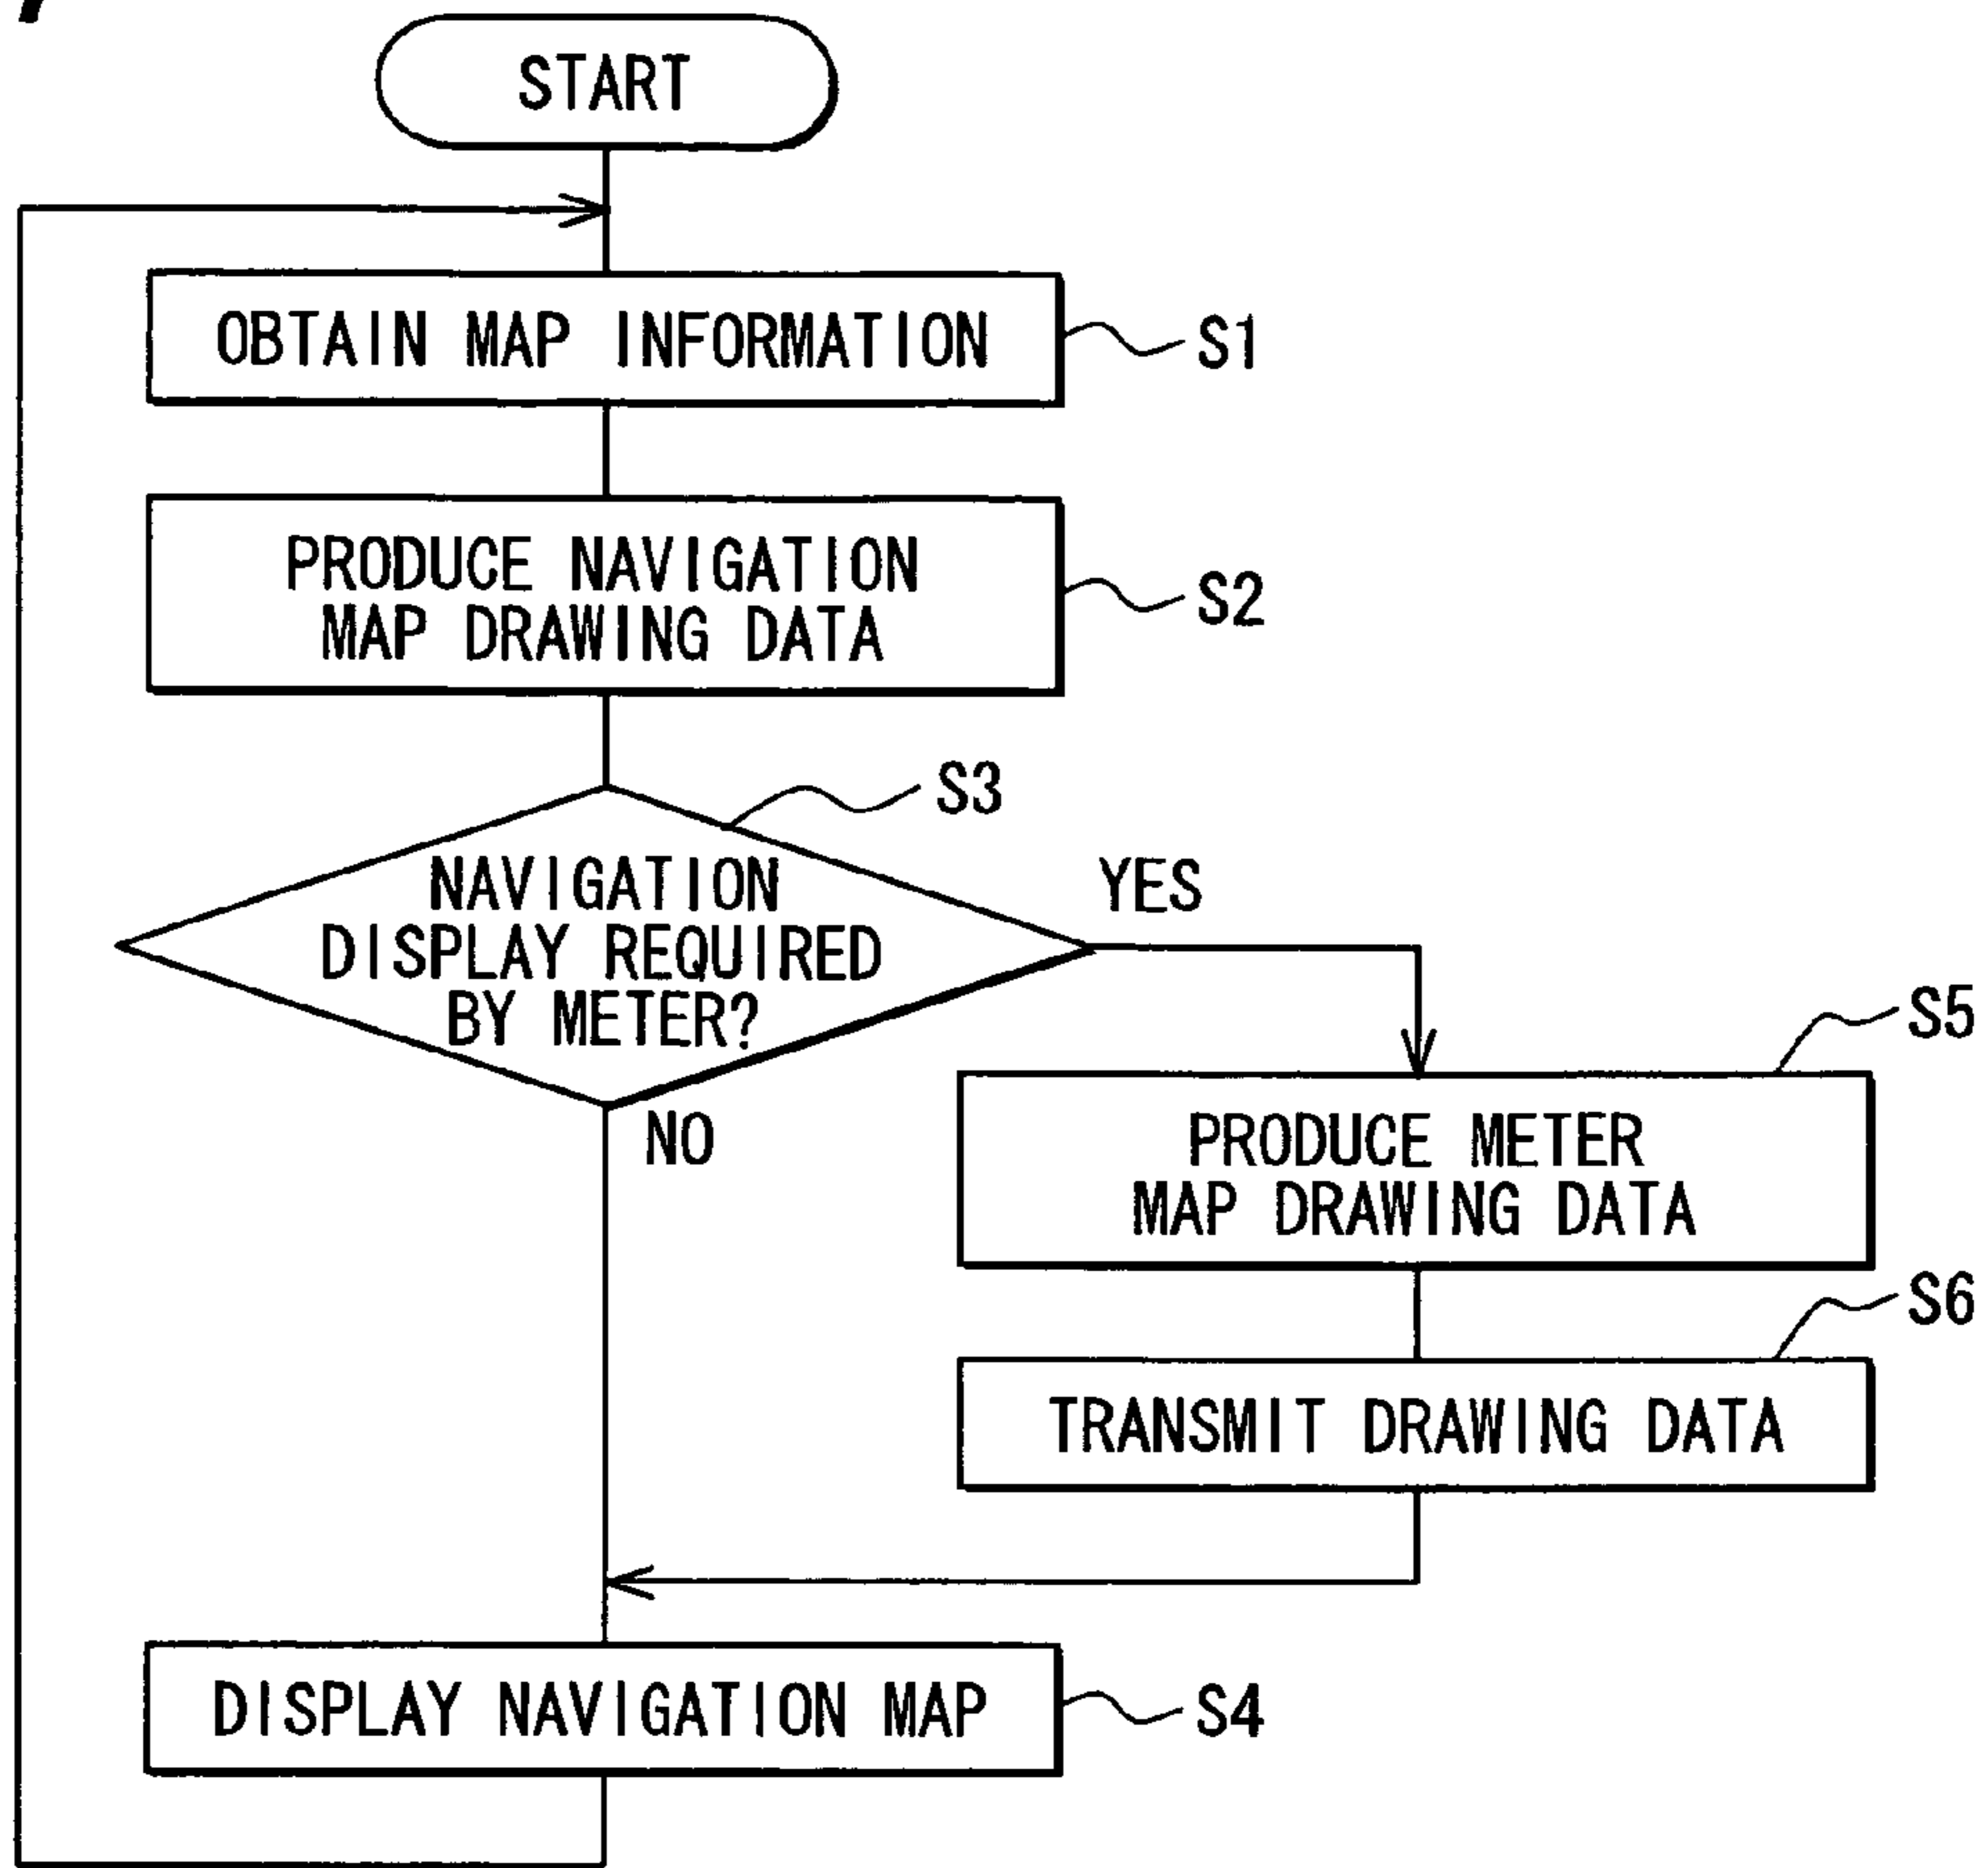 START
OBTAIN MAP INFORMATION
S1
PRODUCE NAVIGATION
MAP DRAWING DATA
S2
S3
NAVIGATION
DISPLAY REQUIRED
BY METER?
YES
NO
S5
PRODUCE METER
MAP DRAWING DATA
S6
TRANSMIT DRAWING DATA
DISPLAY NAVIGATION MAP
S4